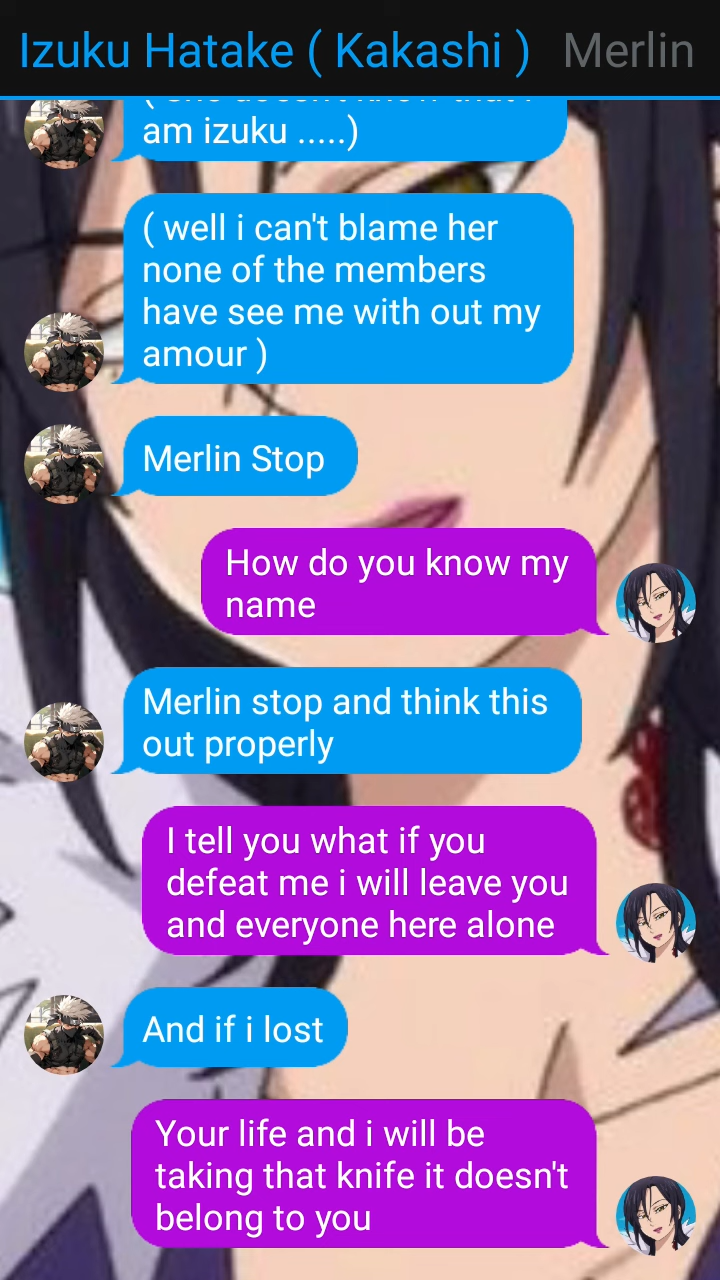 Izuku Hatake ( Kakashi ) Merlin
am izuku .....)
( well i can't blame her
none of the members
have see me with out my
amour )
Merlin Stop
How do you know my
name
Merlin stop and think this
out properly
I tell you what if you
defeat me i will leave you
and everyone here alone
And if i lost
Your life and i will be
taking that knife it doesn't
belong to you